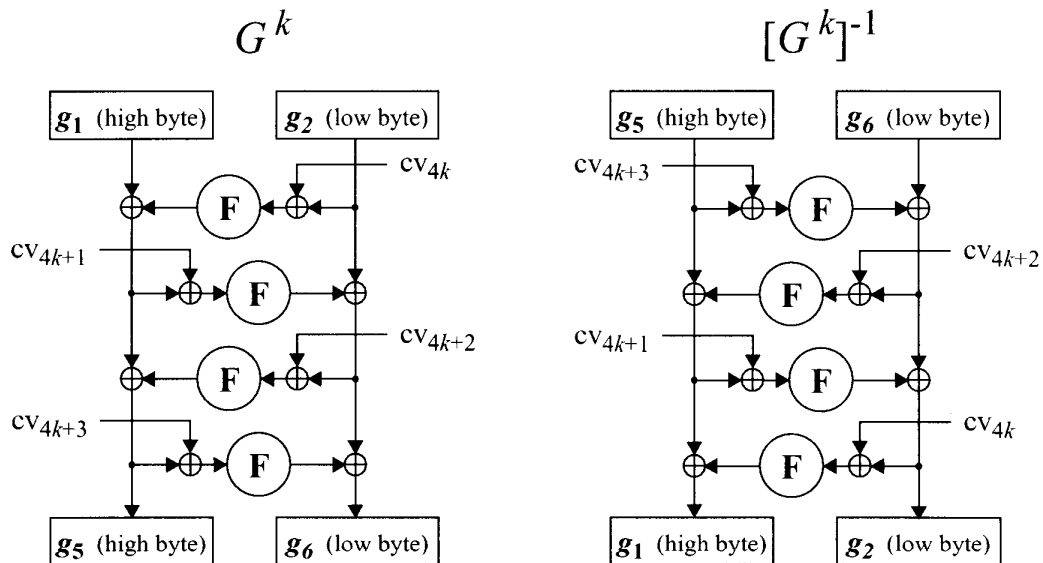 G^k [G^k]^-1
g1 (high byte) g2 (low byte) g5 (high byte) g6 (low byte)
cv4k cv4k+3
F F
cv4k+1 cv4k+2
F F
cv4k+2 cv4k+1
F F
cv4k+3 cv4k
F F
g5 (high byte) g6 (low byte) g1 (high byte) g2 (low byte)